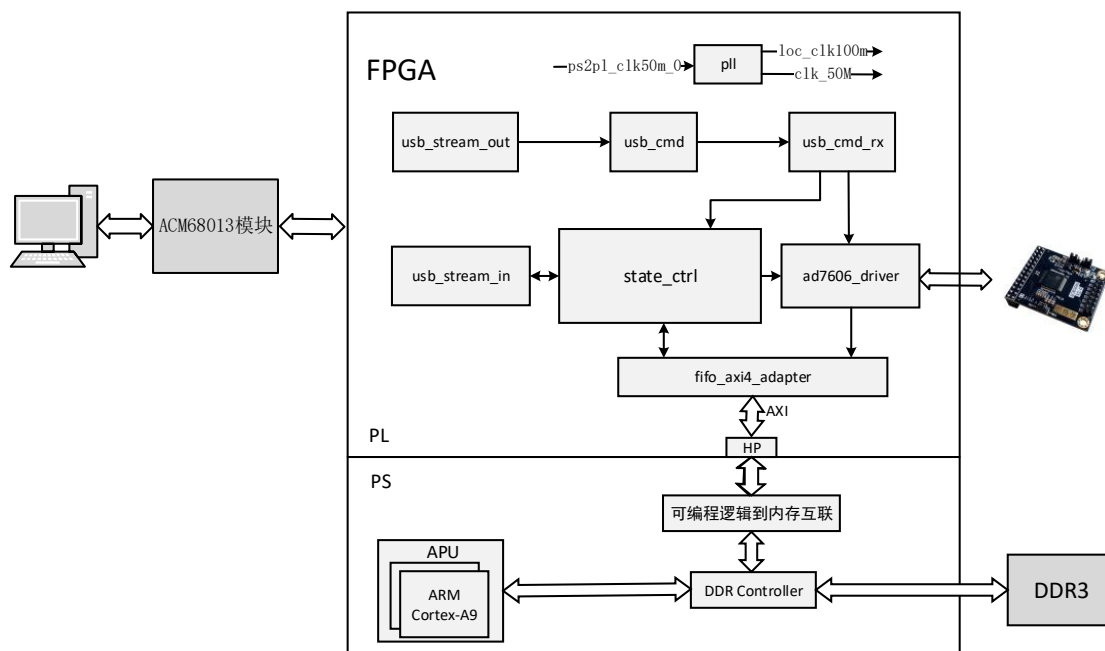 FPGA
ps2pl_clk50m_0
pll
loc_clk100m
clk_50M
usb_stream_out
usb_cmd
usb_cmd_rx
ACM68013模块
usb_stream_in
state_ctrl
ad7606_driver
fifo_axi4_adapter
AXI
PL
HP
PS
可编程逻辑到内存互联
APU
ARM
Cortex-A9
DDR Controller
DDR3